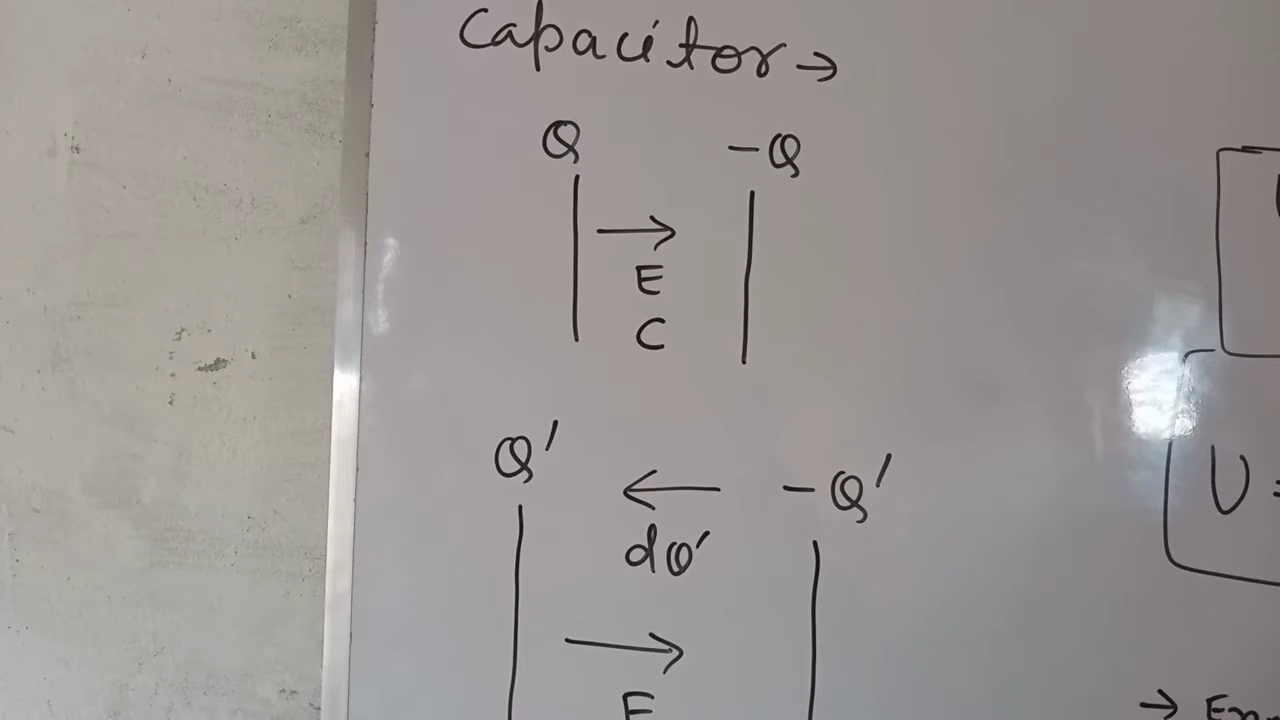 Capacitor →
Q -Q
→
E
C
Q' ← -Q'
dQ'
→
E
U =
→